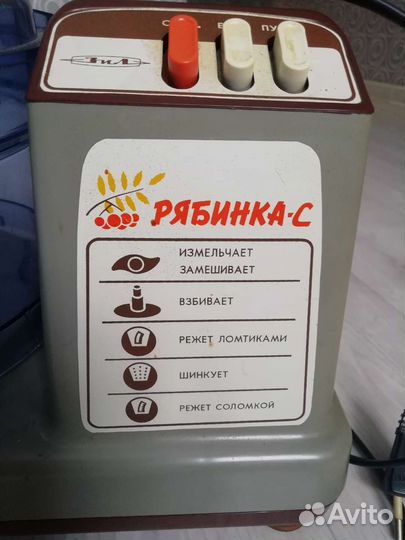 ЗиЛ
РЯБИНКА-С
ИЗМЕЛЬЧАЕТ
ЗАМЕШИВАЕТ
ВЗБИВАЕТ
РЕЖЕТ ЛОМТИКАМИ
ШИНКУЕТ
РЕЖЕТ СОЛОМКОЙ
Avito